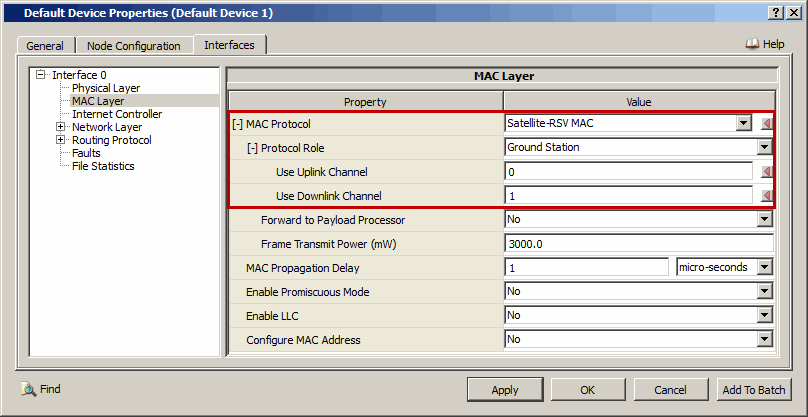 Default Device Properties (Default Device 1)
General Node Configuration Interfaces Help
Interface 0
Physical Layer
MAC Layer
Internet Controller
Network Layer
Routing Protocol
Faults
File Statistics
MAC Layer
Property Value
[-] MAC Protocol Satellite-RSV MAC
[-] Protocol Role Ground Station
Use Uplink Channel 0
Use Downlink Channel 1
Forward to Payload Processor No
Frame Transmit Power (mW) 3000.0
MAC Propagation Delay 1 micro-seconds
Enable Promiscuous Mode No
Enable LLC No
Configure MAC Address No
Find Apply OK Cancel Add To Batch